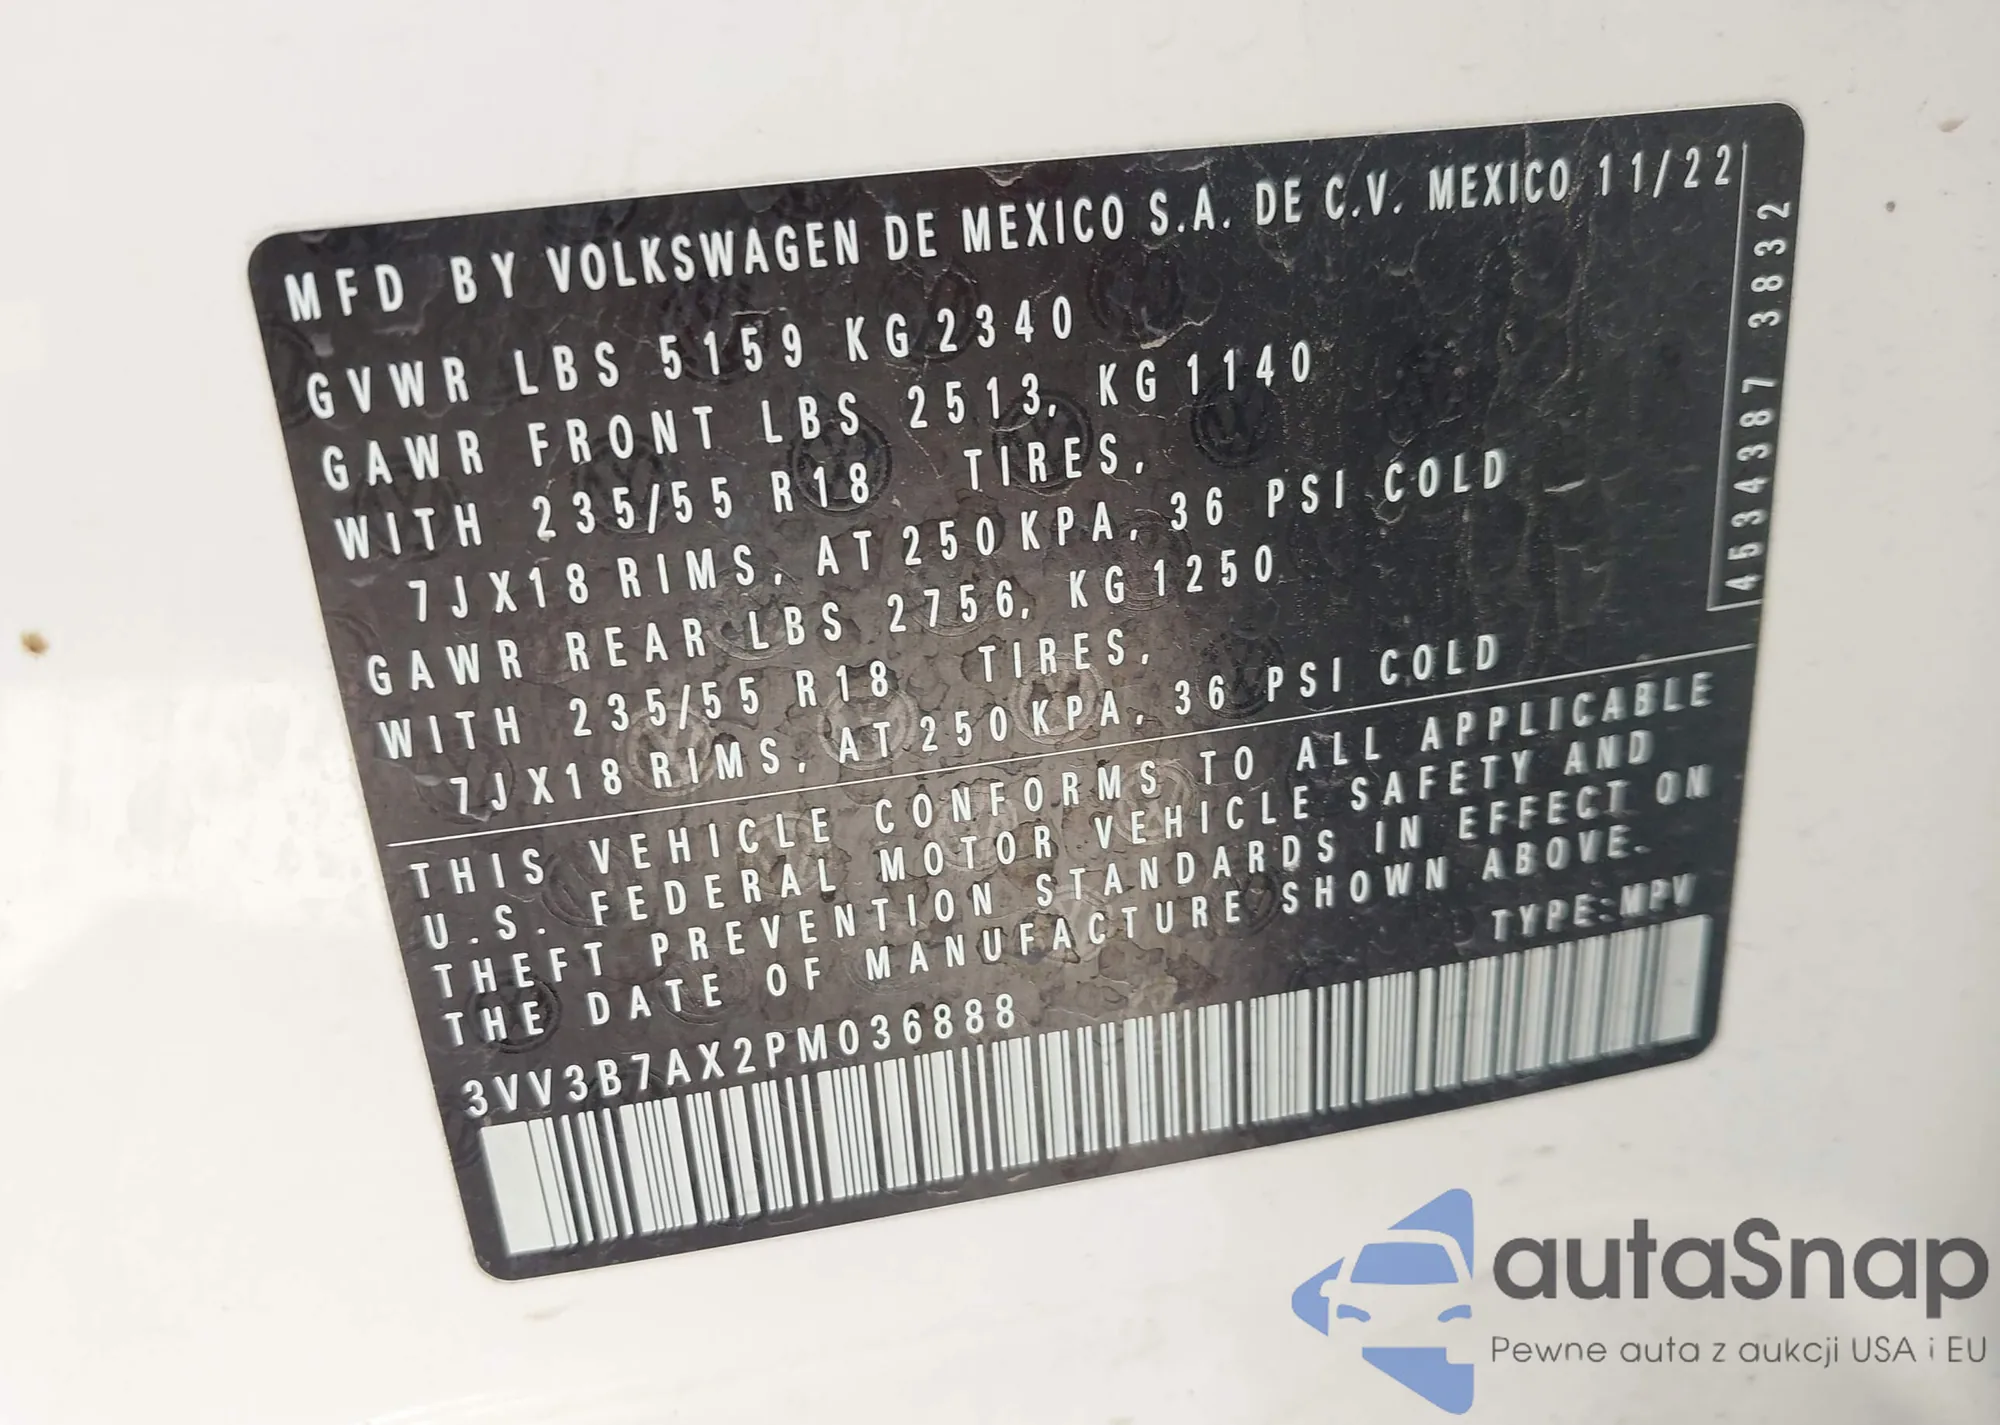 MFD BY VOLKSWAGEN DE MEXICO S.A. DE C.V. MEXICO 11/22
GVWR LBS 5159 KG 2340
GAWR FRONT LBS 2513, KG 1140
WITH 235/55 R18 TIRES,
7JX18 RIMS, AT 250 KPA, 36 PSI COLD
GAWR REAR LBS 2756, KG 1250
WITH 235/55 R18 TIRES,
7JX18 RIMS, AT 250 KPA, 36 PSI COLD
4534387 3832
THIS VEHICLE CONFORMS TO ALL APPLICABLE
U.S. FEDERAL MOTOR VEHICLE SAFETY AND
THEFT PREVENTION STANDARDS IN EFFECT ON
THE DATE OF MANUFACTURE SHOWN ABOVE.
TYPE: MPV
3VV3B7AX2PM036888
autaSnap
Pewne auta z aukcji USA i EU